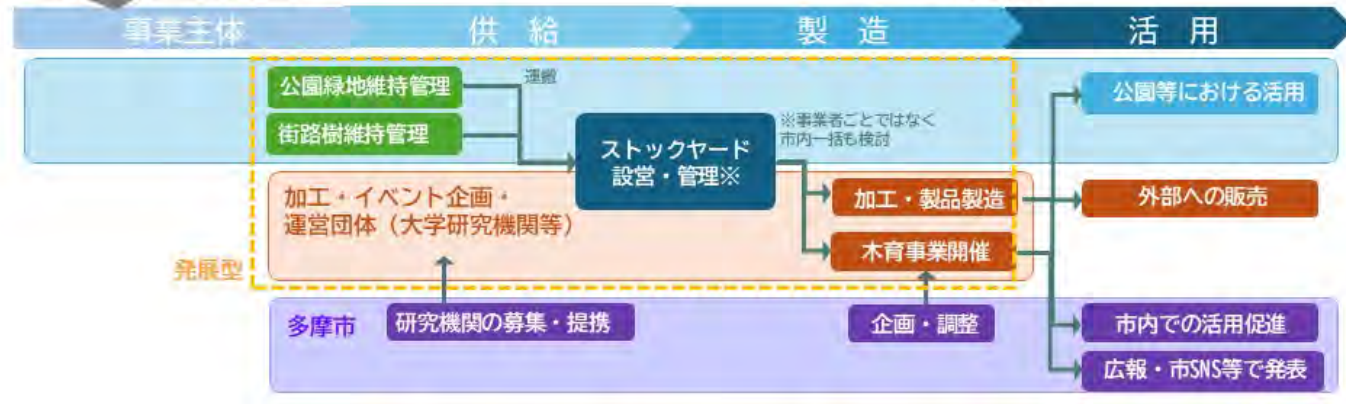 事業主体
供 給
製 造
活 用
公園緑地維持管理
運搬
街路樹維持管理
ストックヤード
設営・管理※
※事業者ごとではなく
市内一括も検討
公園等における活用
加工・イベント企画・
運営団体（大学研究機関等）
加工・製品製造
木育事業開催
外部への販売
発展型
多摩市
研究機関の募集・提携
企画・調整
市内での活用促進
広報・市SNS等で発表